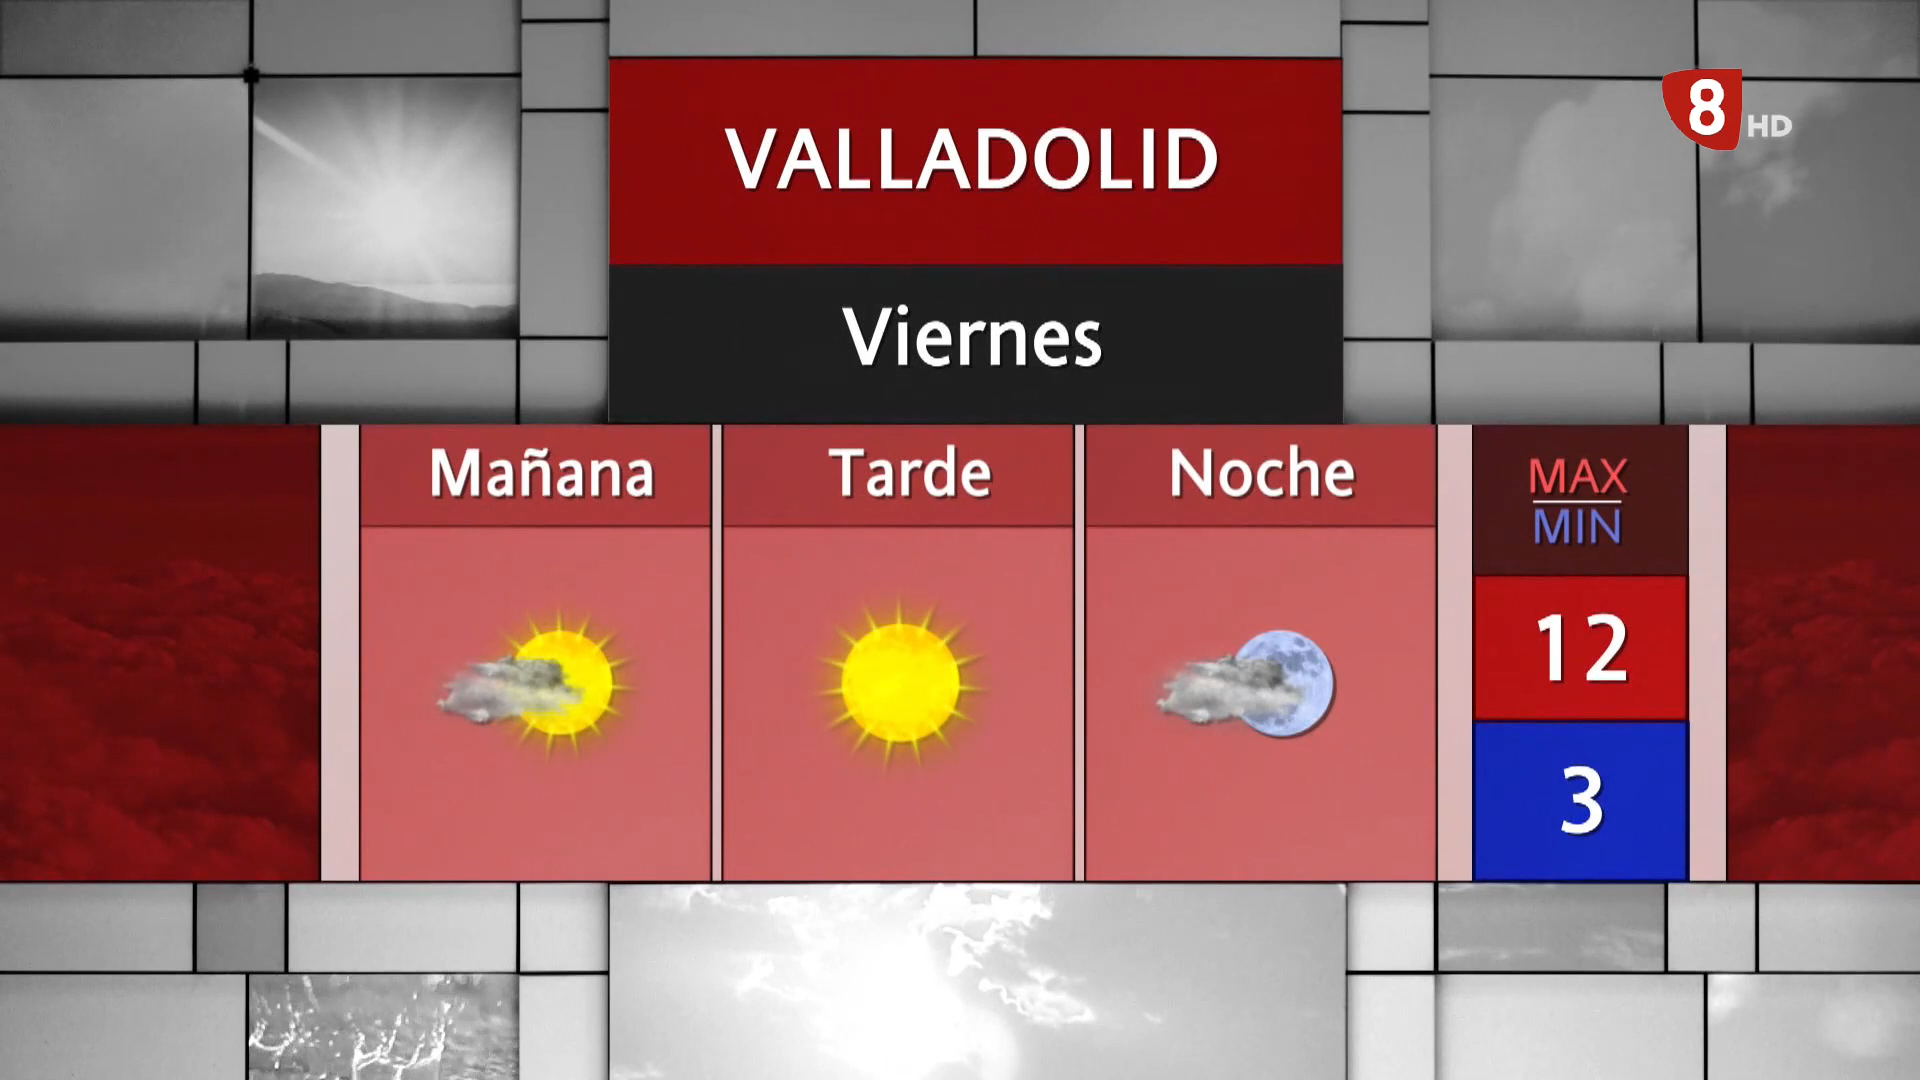 8 HD
VALLADOLID
Viernes
Mañana
Tarde
Noche
MAX
MIN
12
3